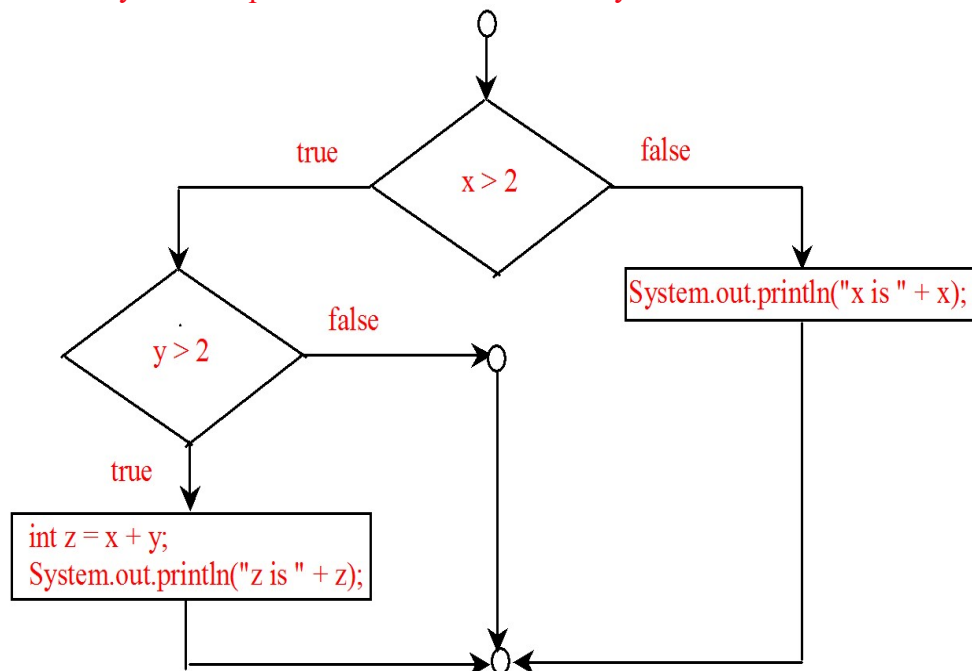 true
false
x > 2
System.out.println("x is " + x);
false
y > 2
true
int z = x + y;
System.out.println("z is " + z);